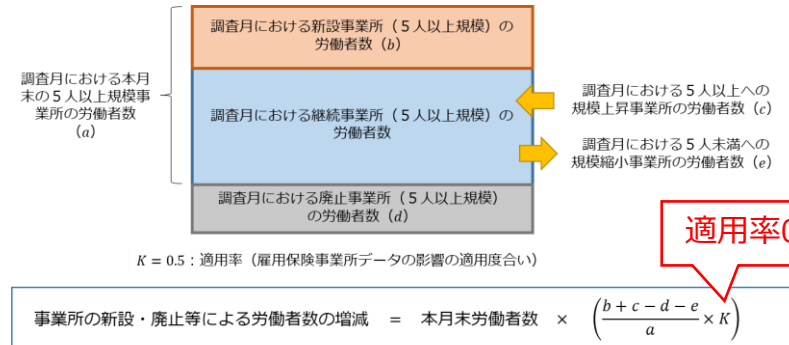 調査月における新設事業所（５人以上規模）の
労働者数（b）
調査月における本月
末の５人以上規模事
業所の労働者数
（a）
調査月における継続事業所（５人以上規模）の
労働者数
調査月における５人以上への
規模上昇事業所の労働者数（c）
調査月における５人未満への
規模縮小事業所の労働者数（e）
調査月における廃止事業所（５人以上規模）
の労働者数（d）
適用率0
K = 0.5：適用率（雇用保険事業所データの影響の適用度合い）
事業所の新設・廃止等による労働者数の増減 ＝ 本月末労働者数 × ( (b + c − d − e) / a × K )